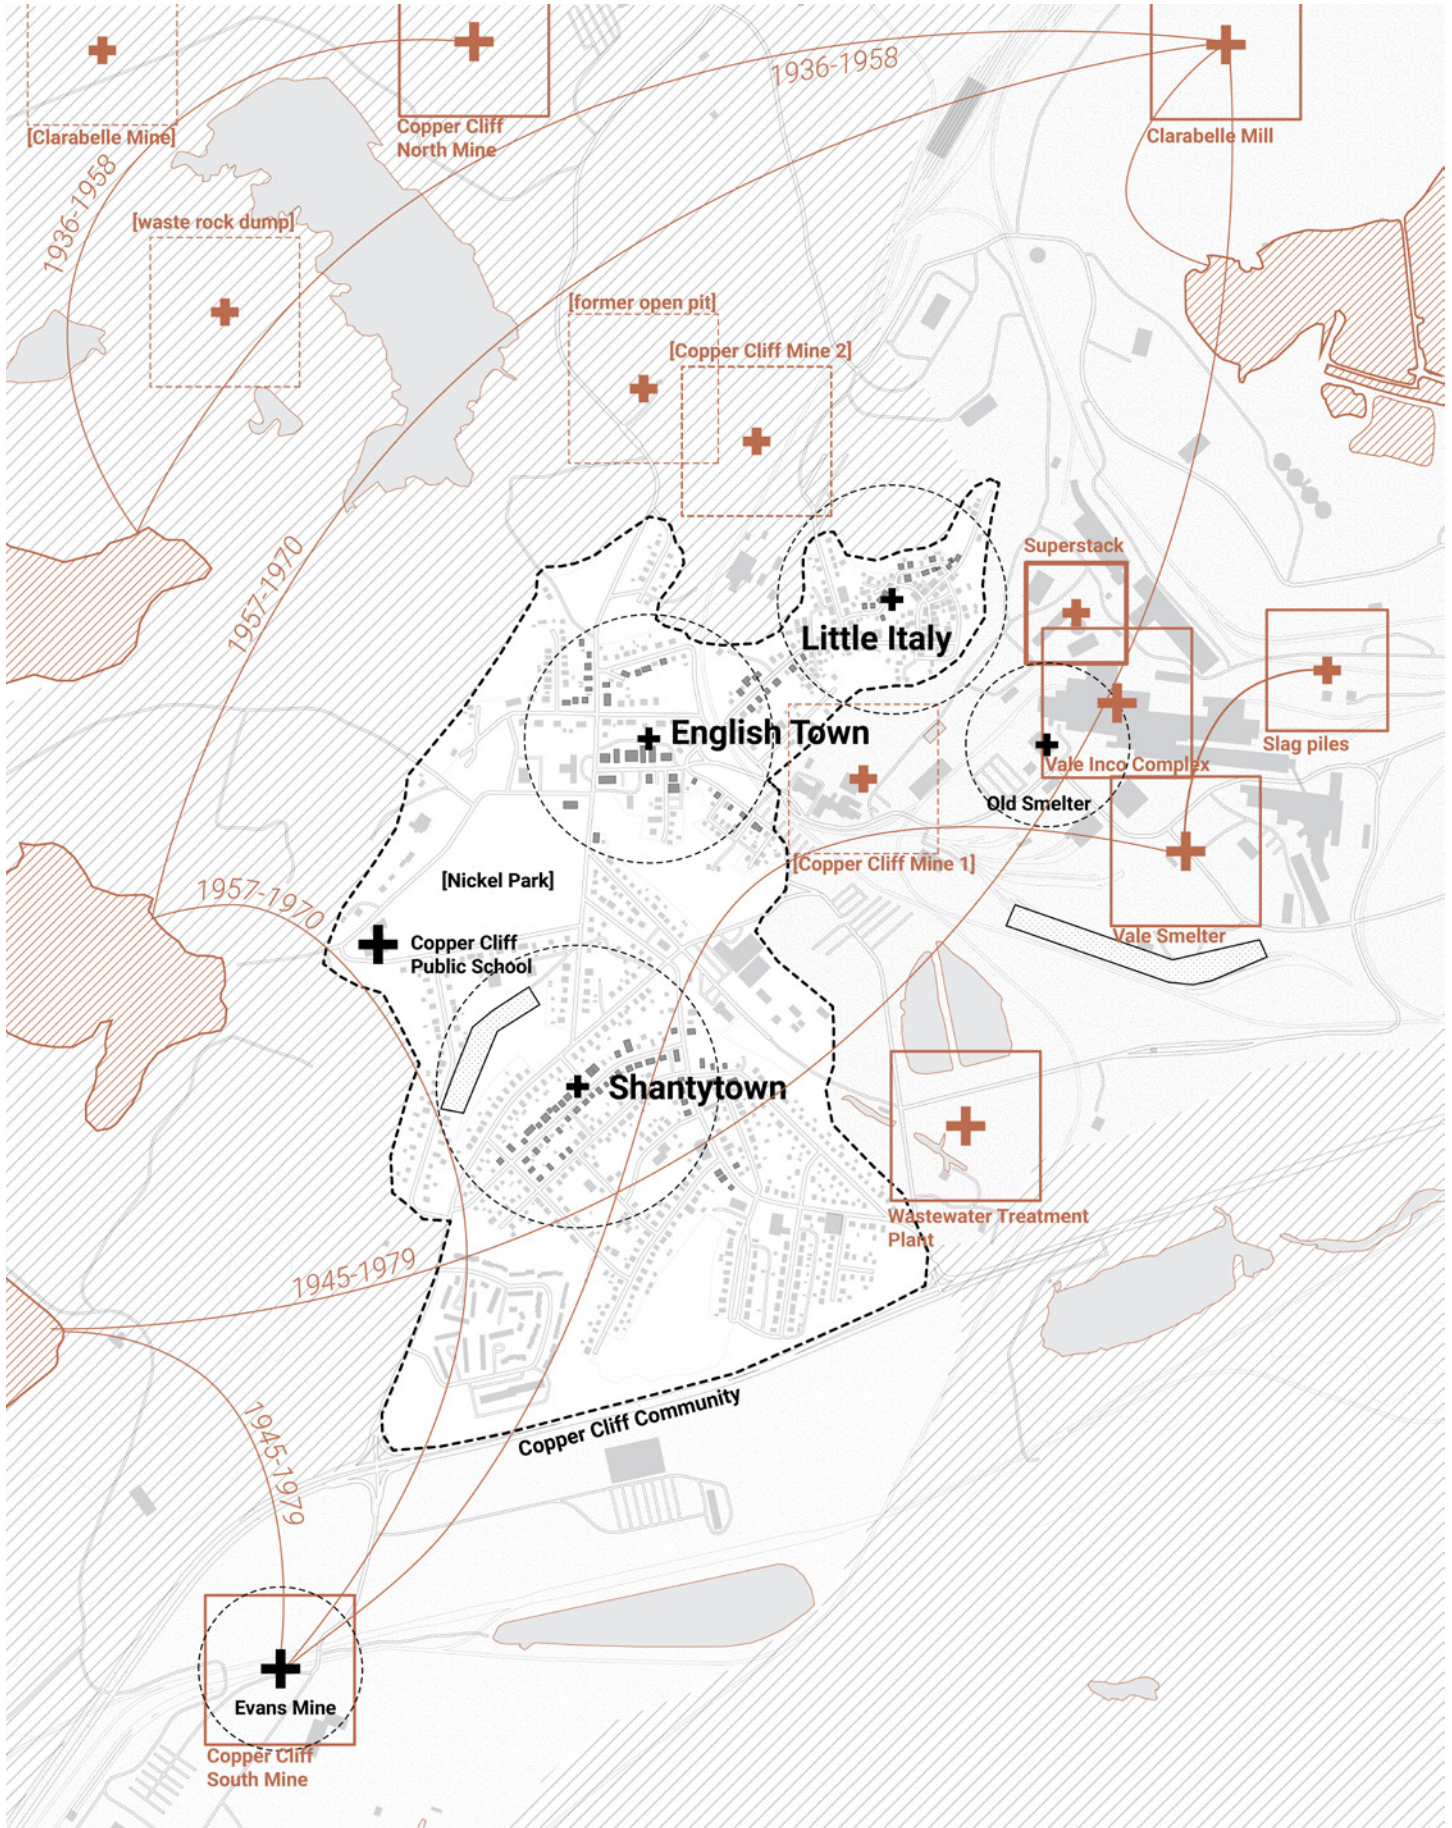 1936-1958
[Clarabelle Mine]
Copper Cliff
North Mine
Clarabelle Mill
1936-1958
[waste rock dump]
[former open pit]
[Copper Cliff Mine 2]
1957-1970
Superstack
Little Italy
English Town
Slag piles
Vale Inco Complex
Old Smelter
[Copper Cliff Mine 1]
[Nickel Park]
1957-1970
Copper Cliff
Public School
Vale Smelter
Shantytown
Wastewater Treatment
Plant
1945-1979
Copper Cliff Community
1945-1979
Evans Mine
Copper Cliff
South Mine